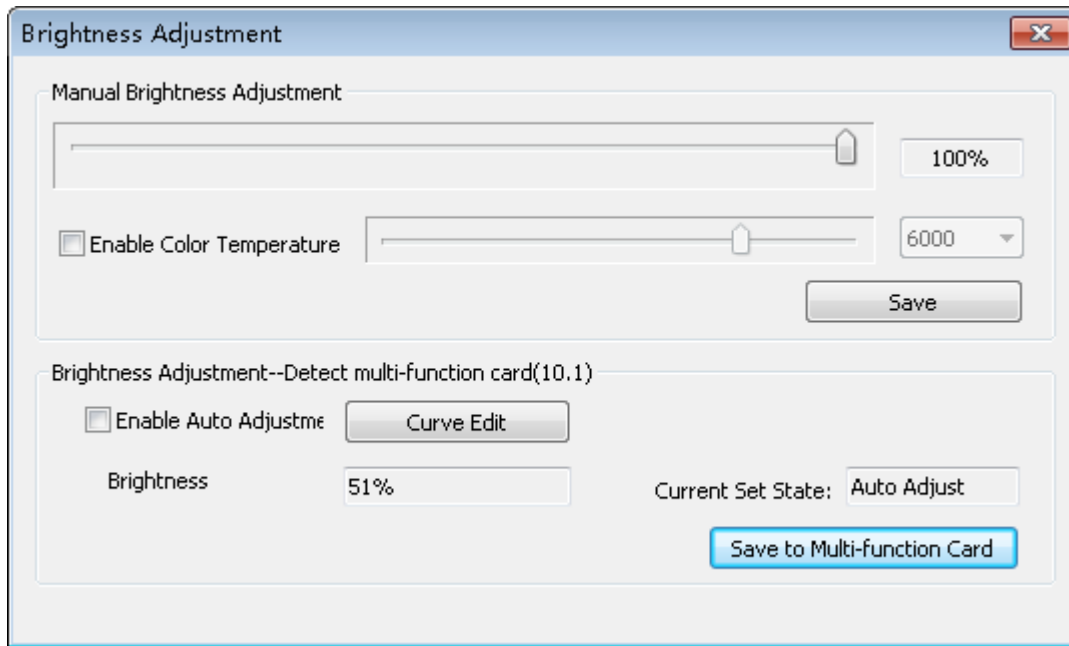 Brightness Adjustment
Manual Brightness Adjustment
100%
Enable Color Temperature
6000
Save
Brightness Adjustment--Detect multi-function card(10.1)
Enable Auto Adjustme
Curve Edit
Brightness
51%
Current Set State:
Auto Adjust
Save to Multi-function Card